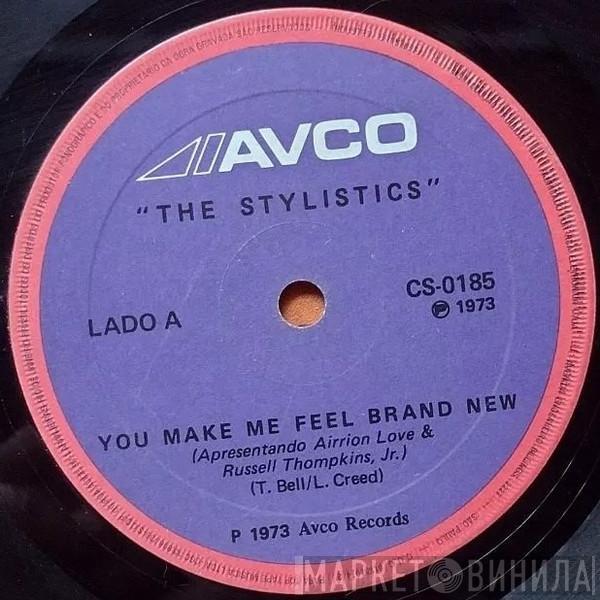 AVCO
"THE STYLISTICS"
LADO A
CS-0185
Ⓟ 1973
YOU MAKE ME FEEL BRAND NEW
(Apresentando Airrion Love &
Russell Thompkins, Jr.)
(T. Bell/L. Creed)
P 1973 Avco Records
МАРКЕТ ВИНИЛА